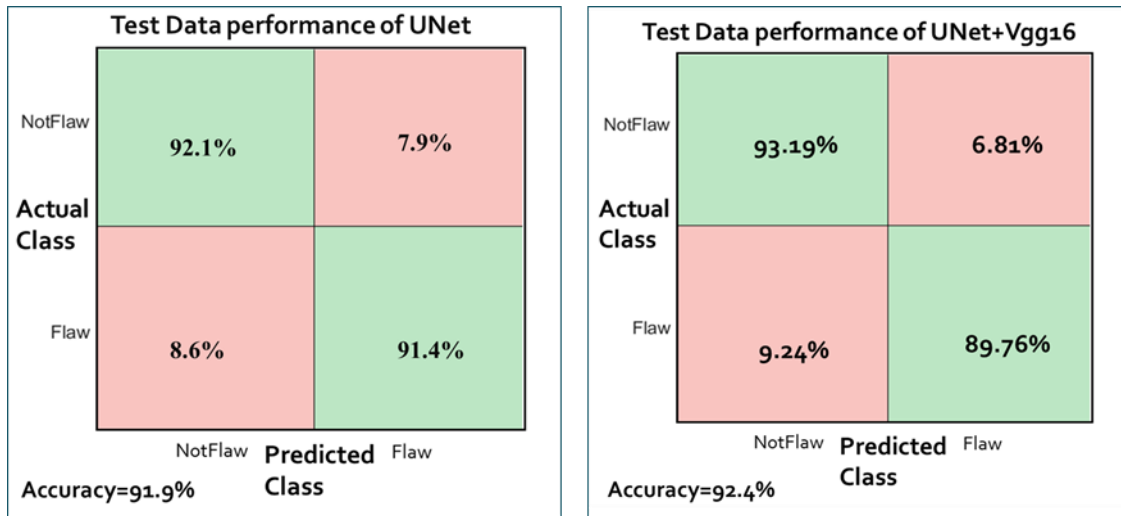 Test Data performance of UNet
NotFlaw
92.1%
7.9%
Actual
Class
Flaw
8.6%
91.4%
NotFlaw
Predicted
Class
Flaw
Accuracy=91.9%
Test Data performance of UNet+Vgg16
NotFlaw
93.19%
6.81%
Actual
Class
Flaw
9.24%
89.76%
NotFlaw
Predicted
Class
Flaw
Accuracy=92.4%